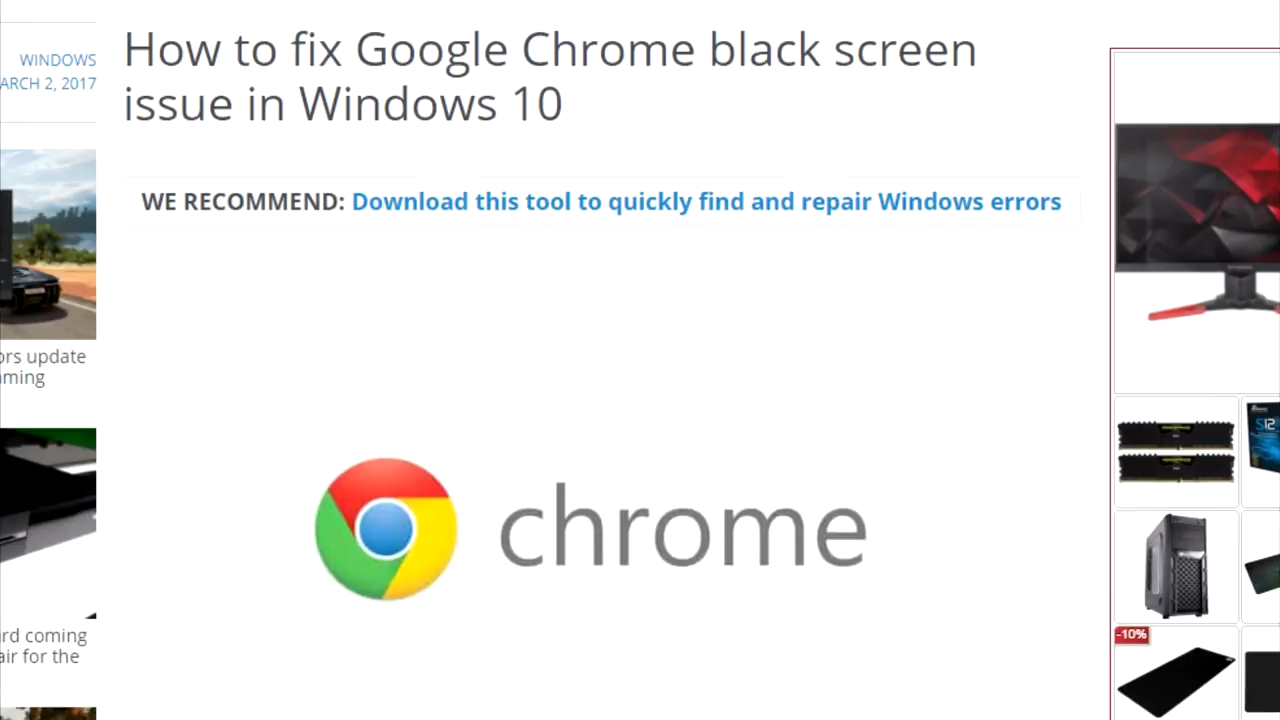 How to fix Google Chrome black screen
issue in Windows 10
WINDOWS
ARCH 2, 2017
WE RECOMMEND: Download this tool to quickly find and repair Windows errors
ors update
ming
chrome
rd coming
air for the
S12
-10%